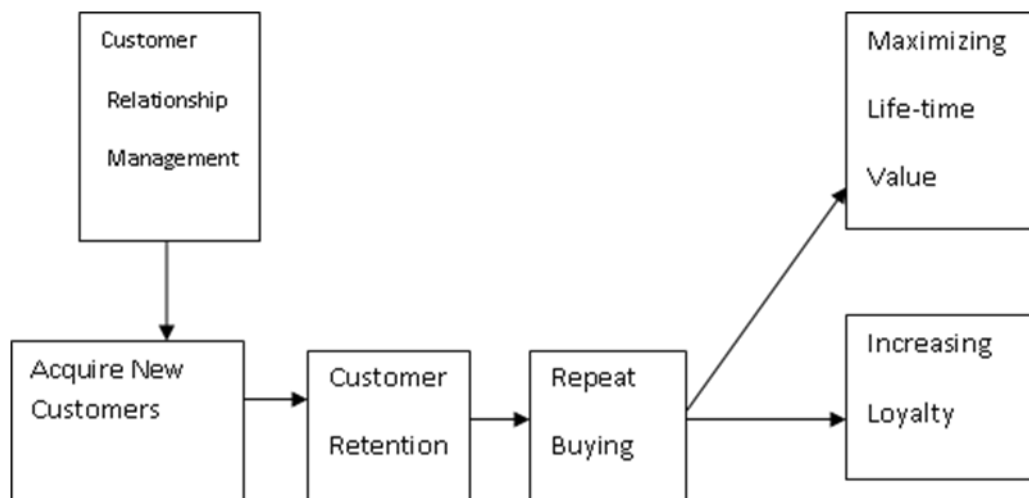 Customer
Relationship
Management
Maximizing
Life-time
Value
Acquire New
Customers
Customer
Retention
Repeat
Buying
Increasing
Loyalty